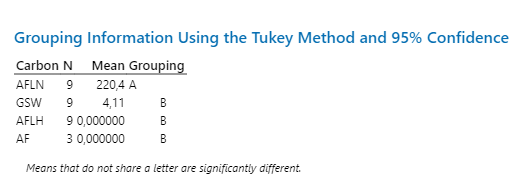 Grouping Information Using the Tukey Method and 95% Confidence
Carbon N Mean Grouping
AFLN 9 220,4 A
GSW 9 4,11 B
AFLH 9 0,000000 B
AF 3 0,000000 B
Means that do not share a letter are significantly different.